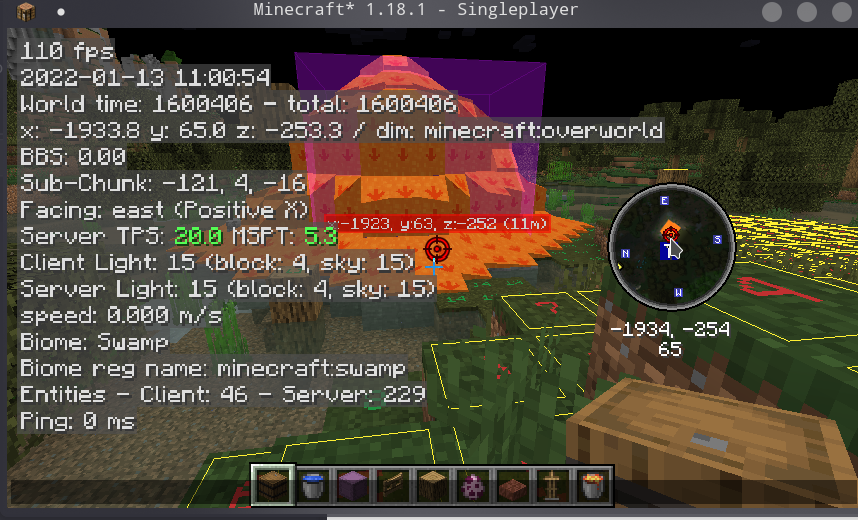 Minecraft* 1.18.1 - Singleplayer
110 fps
2022-01-13 11:00:54
World time: 1600406 - total: 1600406
x: -1933.8 y: 65.0 z: -253.3 / dim: minecraft:overworld
BBS: 0.00
Sub-Chunk: -121, 4, -16
Facing: east (Positive X)
x:-1923, y:63, z:-252 (11m)
Server TPS: 20.0 MSPT: 5.3
Client Light: 15 (block: 4, sky: 15)
Server Light: 15 (block: 4, sky: 15)
speed: 0.000 m/s
Biome: Swamp
Biome reg name: minecraft:swamp
Entities - Client: 46 - Server: 229
Ping: 0 ms
E
N
S
W
-1934, -254
65